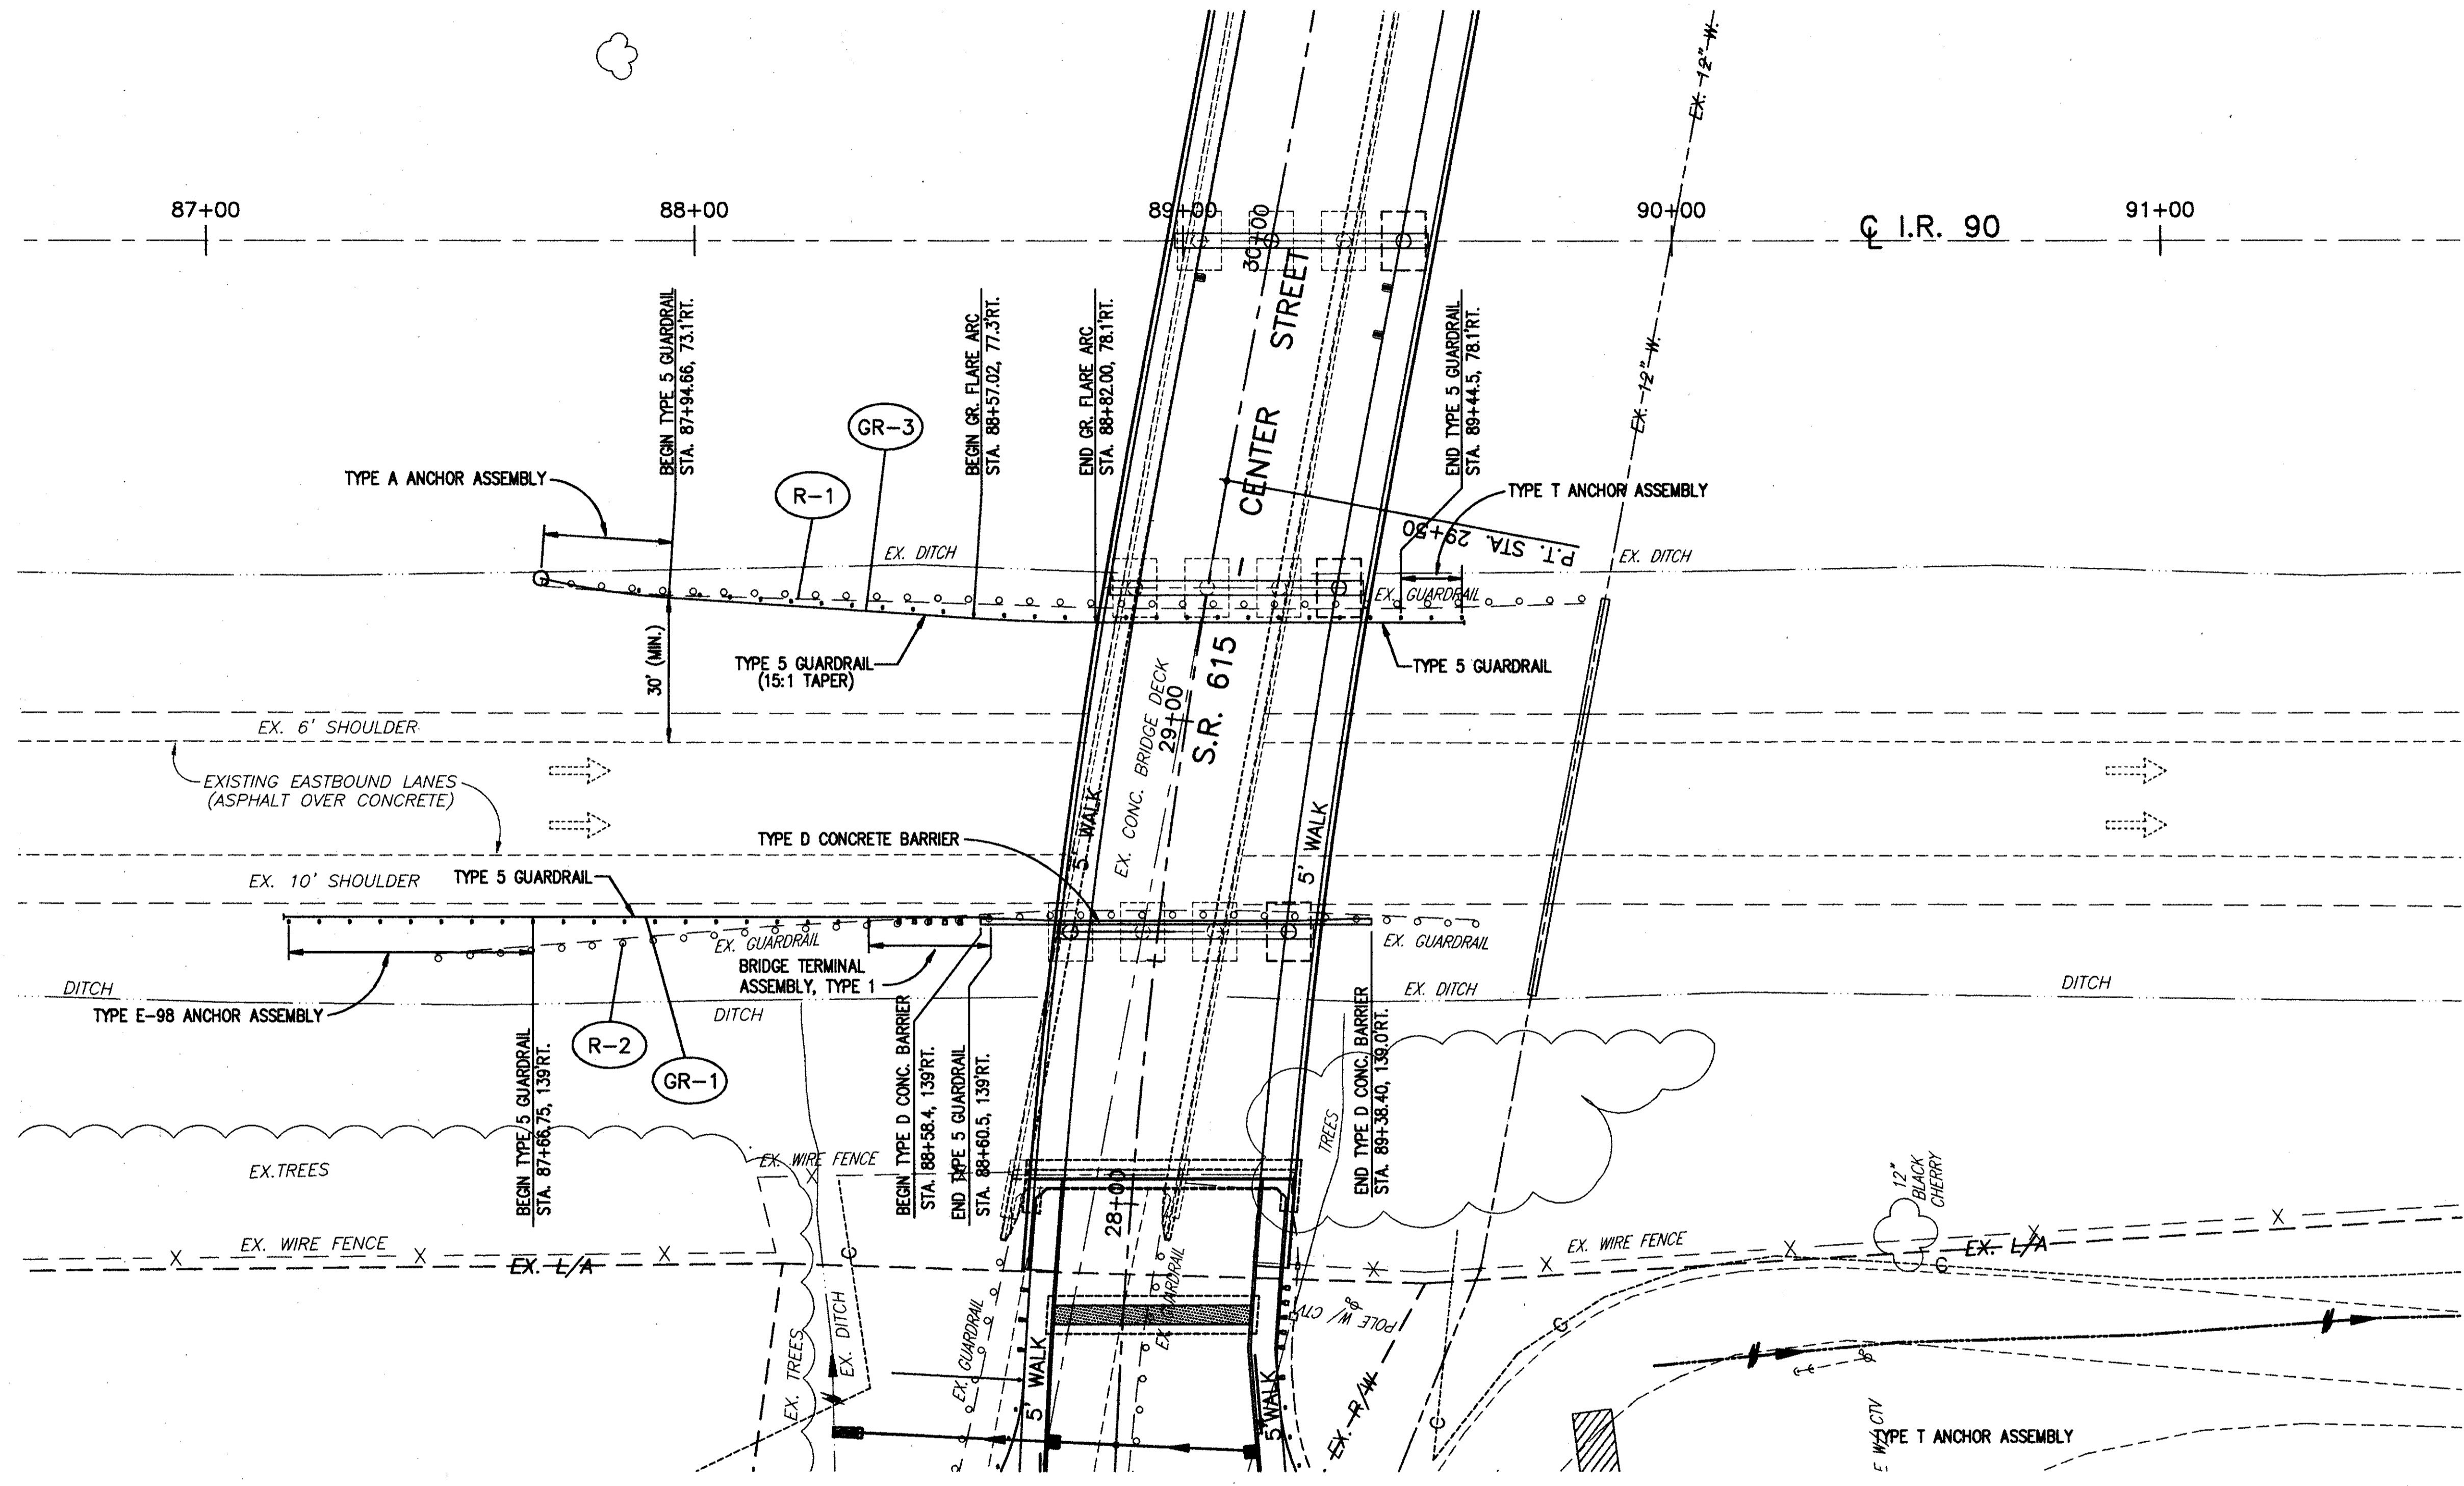 EX. 12" W.
87+00
88+00
89+00
90+00
91+00
℄ I.R. 90
30+00
CENTER STREET
BEGIN TYPE 5 GUARDRAIL
STA. 87+94.66, 73.1'RT.
BEGIN GR. FLARE ARC
STA. 88+57.02, 77.3'RT.
END GR. FLARE ARC
STA. 88+82.00, 78.1'RT.
END TYPE 5 GUARDRAIL
STA. 89+44.5, 78.1'RT.
EX. 12" W.
GR-3
R-1
TYPE A ANCHOR ASSEMBLY
TYPE T ANCHOR ASSEMBLY
P.T. STA. 29+50
EX. DITCH
EX. DITCH
EX. GUARDRAIL
30' (MIN.)
TYPE 5 GUARDRAIL
(15:1 TAPER)
TYPE 5 GUARDRAIL
S.R. 615
29+00
EX. CONC. BRIDGE DECK
EX. 6' SHOULDER
EXISTING EASTBOUND LANES
(ASPHALT OVER CONCRETE)
5' WALK
5' WALK
TYPE D CONCRETE BARRIER
EX. 10' SHOULDER
TYPE 5 GUARDRAIL
EX. GUARDRAIL
EX. GUARDRAIL
BRIDGE TERMINAL
ASSEMBLY, TYPE 1
DITCH
EX. DITCH
DITCH
TYPE E-98 ANCHOR ASSEMBLY
DITCH
R-2
GR-1
BEGIN TYPE 5 GUARDRAIL
STA. 87+66.75, 139'RT.
BEGIN TYPE D CONC. BARRIER
STA. 88+58.4, 139'RT.
END TYPE 5 GUARDRAIL
STA. 88+60.5, 139'RT.
END TYPE D CONC. BARRIER
STA. 89+38.40, 139.0'RT.
TREES
EX.TREES
EX. WIRE FENCE
12"
BLACK
CHERRY
28+00
EX. WIRE FENCE
EX. WIRE FENCE
EX. L/A
EX. L/A
X
X
X
X
X
X
X
X
X
C
C
C
C
EX. GUARDRAIL
EX. GUARDRAIL
POLE W/ CTV
EX. TREES
EX. DITCH
5' WALK
5' WALK
EX. R/W
E W/CTV
TYPE T ANCHOR ASSEMBLY